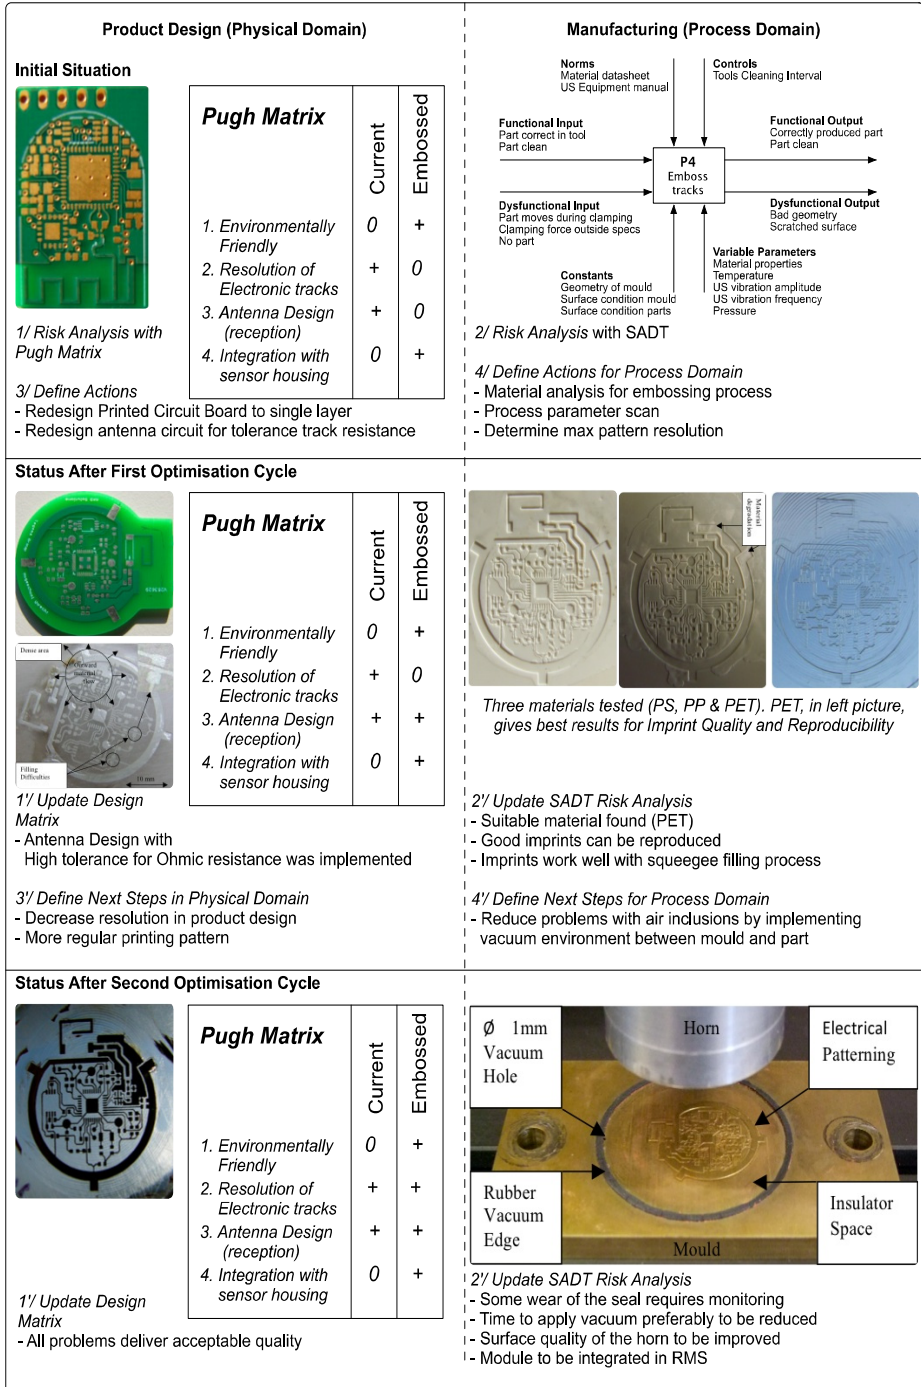 Product Design (Physical Domain)
Manufacturing (Process Domain)
Initial Situation
Pugh Matrix
Current
Embossed
1. Environmentally
Friendly
0
+
2. Resolution of
Electronic tracks
+
0
3. Antenna Design
(reception)
+
0
4. Integration with
sensor housing
0
+
1/ Risk Analysis with
Pugh Matrix
3/ Define Actions
- Redesign Printed Circuit Board to single layer
- Redesign antenna circuit for tolerance track resistance
Norms
Material datasheet
US Equipment manual
Controls
Tools Cleaning Interval
Functional Input
Part correct in tool
Part clean
Functional Output
Correctly produced part
Part clean
P4
Emboss
tracks
Dysfunctional Input
Part moves during clamping
Clamping force outside specs
No part
Dysfunctional Output
Bad geometry
Scratched surface
Constants
Geometry of mould
Surface condition mould
Surface condition parts
Variable Parameters
Material properties
Temperature
US vibration amplitude
US vibration frequency
Pressure
2/ Risk Analysis with SADT
4/ Define Actions for Process Domain
- Material analysis for embossing process
- Process parameter scan
- Determine max pattern resolution
Status After First Optimisation Cycle
Dense area
Outward
material
flow
Filling
Difficulties
10 mm
Pugh Matrix
Current
Embossed
1. Environmentally
Friendly
0
+
2. Resolution of
Electronic tracks
+
0
3. Antenna Design
(reception)
+
+
4. Integration with
sensor housing
0
+
1'/ Update Design
Matrix
- Antenna Design with
High tolerance for Ohmic resistance was implemented
3'/ Define Next Steps in Physical Domain
- Decrease resolution in product design
- More regular printing pattern
Material
degradation
Three materials tested (PS, PP & PET). PET, in left picture,
gives best results for Imprint Quality and Reproducibility
2'/ Update SADT Risk Analysis
- Suitable material found (PET)
- Good imprints can be reproduced
- Imprints work well with squeegee filling process
4'/ Define Next Steps for Process Domain
- Reduce problems with air inclusions by implementing
vacuum environment between mould and part
Status After Second Optimisation Cycle
Pugh Matrix
Current
Embossed
1. Environmentally
Friendly
0
+
2. Resolution of
Electronic tracks
+
+
3. Antenna Design
(reception)
+
+
4. Integration with
sensor housing
0
+
1'/ Update Design
Matrix
- All problems deliver acceptable quality
Ø 1mm
Vacuum
Hole
Horn
Electrical
Patterning
Rubber
Vacuum
Edge
Mould
Insulator
Space
2'/ Update SADT Risk Analysis
- Some wear of the seal requires monitoring
- Time to apply vacuum preferably to be reduced
- Surface quality of the horn to be improved
- Module to be integrated in RMS